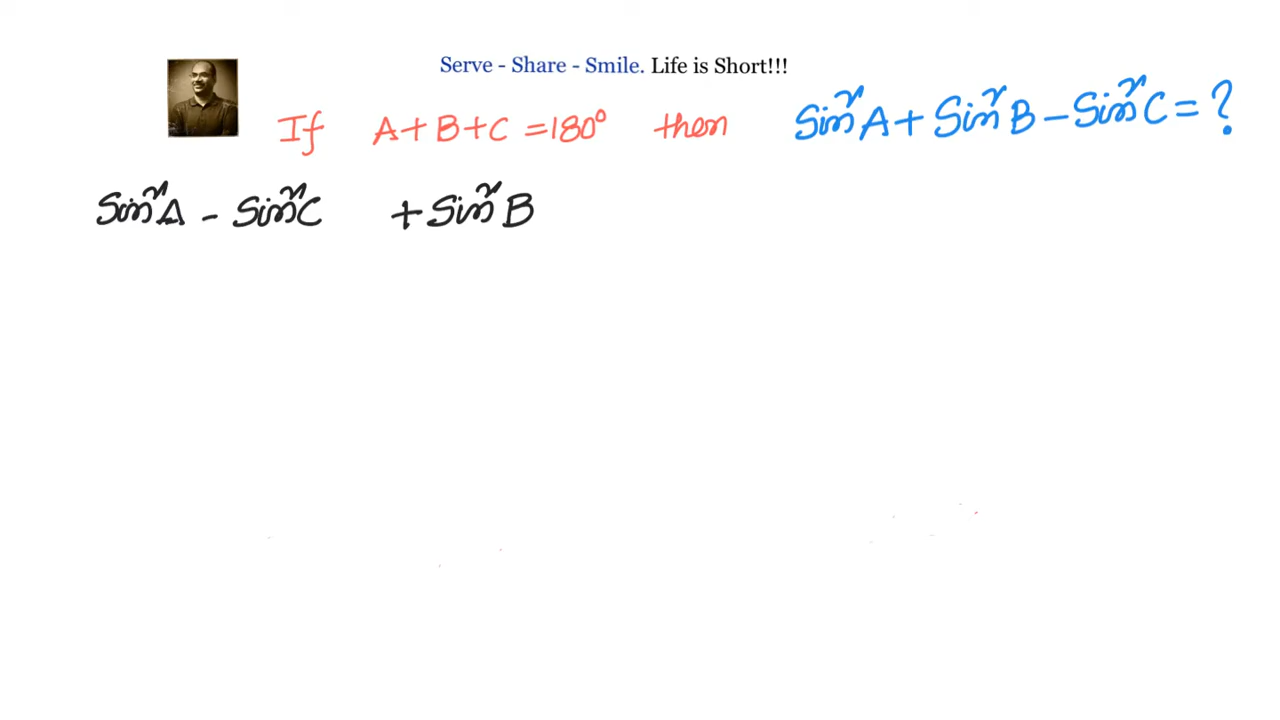 Serve - Share - Smile. Life is Short!!!
If A+B+C =180° then Sin²A + Sin²B - Sin²C = ?
Sin²A - Sin²C + Sin²B